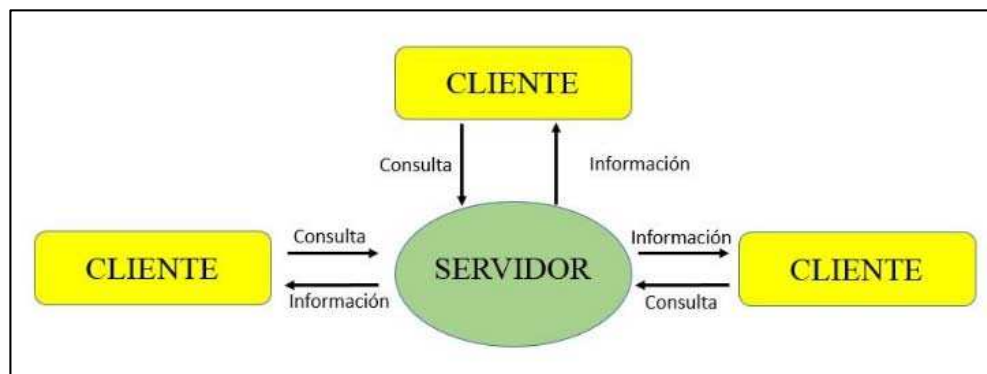 CLIENTE
Consulta
Información
Consulta
Información
CLIENTE
SERVIDOR
CLIENTE
Información
Consulta